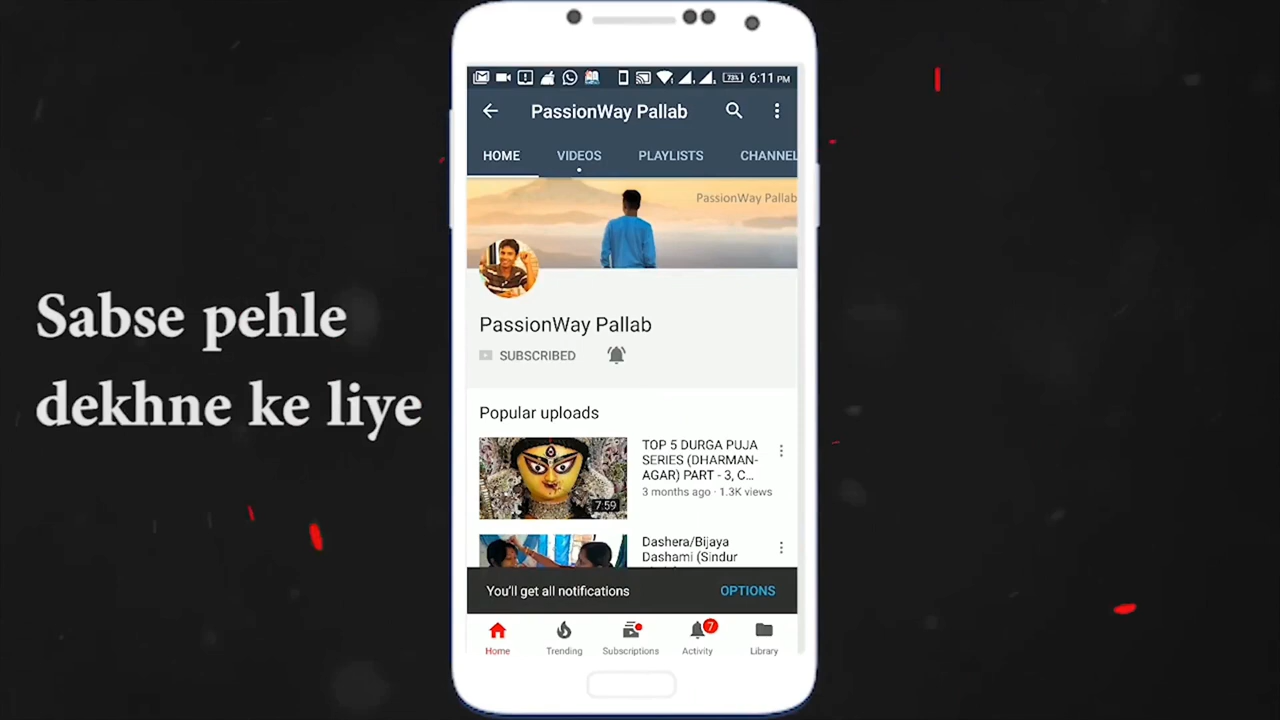 Sabse pehle
dekhne ke liye
73%
6:11 PM
PassionWay Pallab
HOME
VIDEOS
PLAYLISTS
CHANNEL
PassionWay Pallab
PassionWay Pallab
SUBSCRIBED
Popular uploads
7:59
TOP 5 DURGA PUJA
SERIES (DHARMAN-
AGAR) PART - 3, C...
3 months ago · 1.3K views
Dashera/Bijaya
Dashami (Sindur
You'll get all notifications
OPTIONS
7
Home
Trending
Subscriptions
Activity
Library